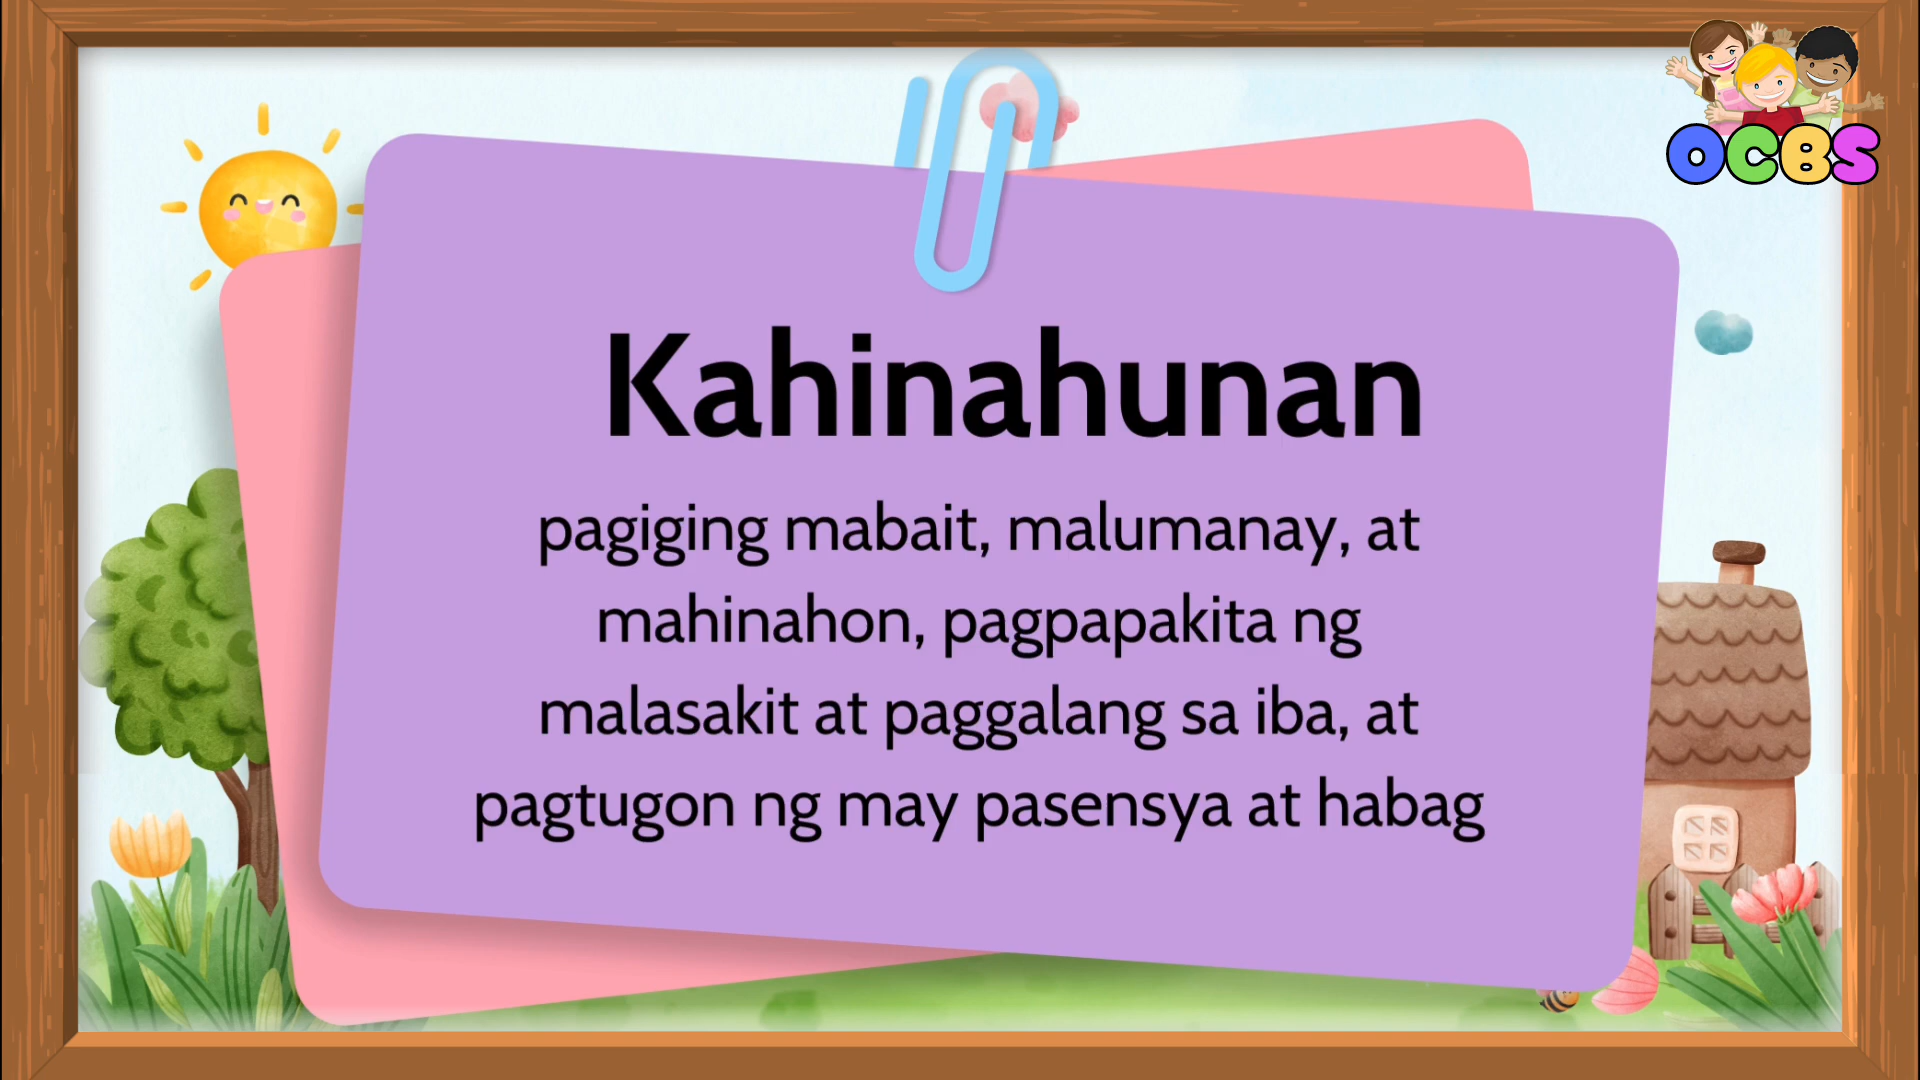 OCBS
Kahinahunan
pagiging mabait, malumanay, at
mahinahon, pagpapakita ng
malasakit at paggalang sa iba, at
pagtugon ng may pasensya at habag